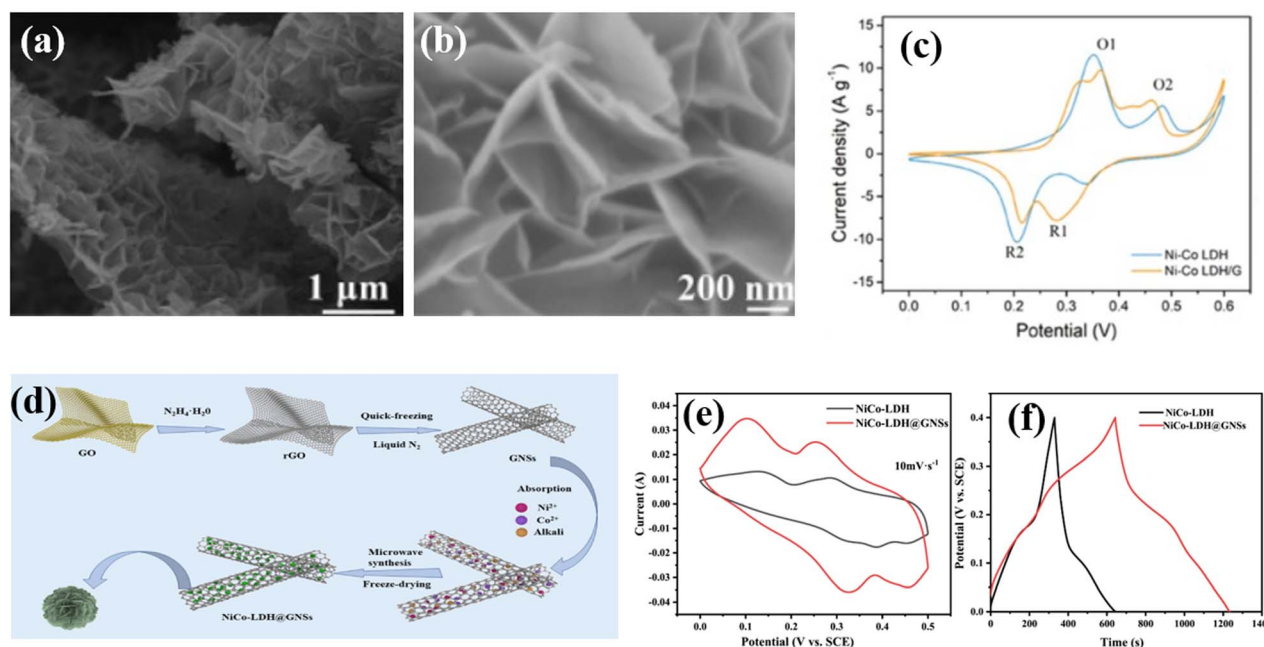 (a)
1 μm
(b)
200 nm
(c)
Current density (A g⁻¹)
15
10
5
0
-5
-10
-15
O1
O2
R2
R1
Ni-Co LDH
Ni-Co LDH/G
0.0 0.1 0.2 0.3 0.4 0.5 0.6
Potential (V)
(d)
N₂H₄·H₂0
Quick-freezing
Liquid N₂
GO
rGO
GNSs
Absorption
Ni²⁺
Co²⁺
Alkali
Microwave
synthesis
Freeze-drying
NiCo-LDH@GNSs
(e)
Current (A)
0.04
0.03
0.02
0.01
0.00
-0.01
-0.02
-0.03
-0.04
NiCo-LDH
NiCo-LDH@GNSs
10mV·s⁻¹
0.0 0.1 0.2 0.3 0.4 0.5
Potential (V vs. SCE)
(f)
Potential (V vs. SCE)
0.4
0.3
0.2
0.1
0.0
NiCo-LDH
NiCo-LDH@GNSs
0 200 400 600 800 1000 1200 140
Time (s)